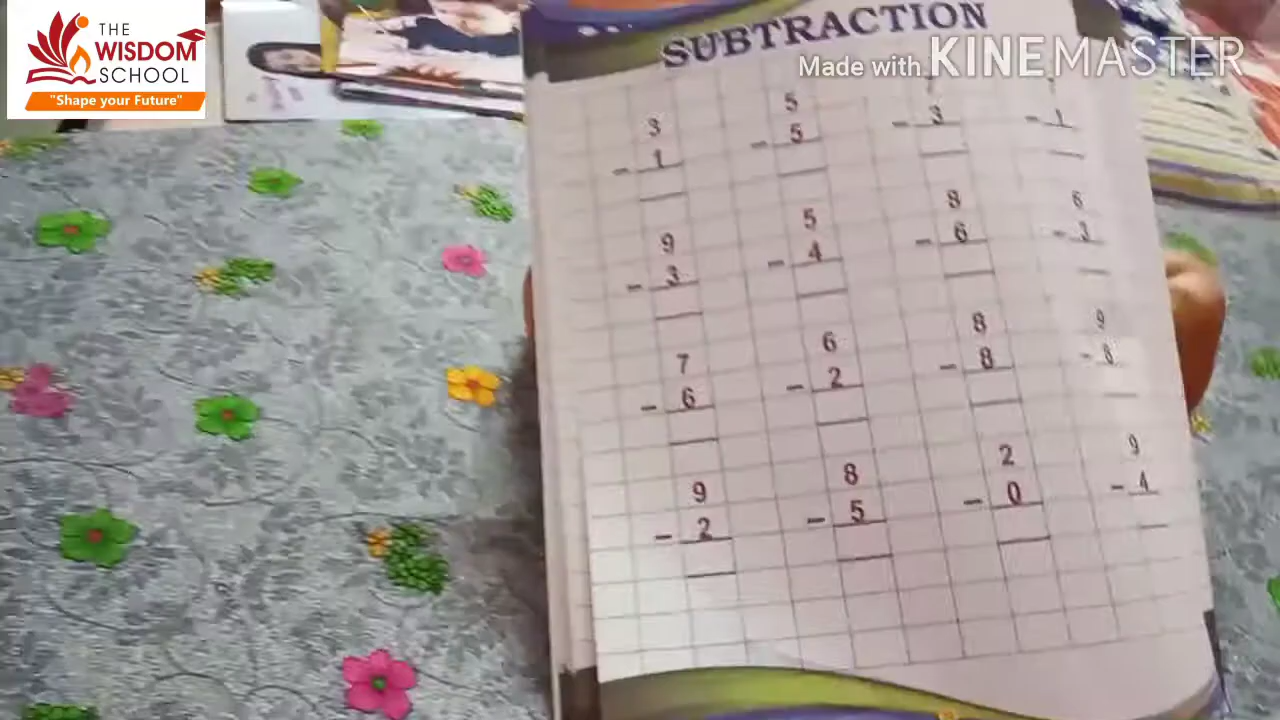 THE
WISDOM
SCHOOL
"Shape your Future"
SUBTRACTION
Made with KINEMASTER
3 5
- 1 - 5 - 3 - 1
9 5 8 6
- 3 - 4 - 6 - 3
7 6 8 9
- 6 - 2 - 8 -
9 8 2 9
- 2 - 5 - 0 -